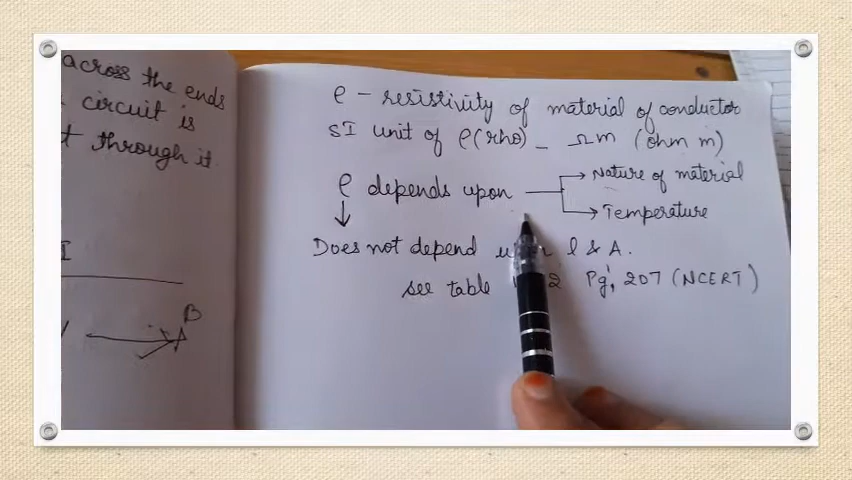 across the ends
circuit is
t through it
I
B
ρ - resistivity of material of conductor
SI unit of ρ(rho) - Ωm (ohm m)
ρ depends upon → Nature of material
→ Temperature
↓
Does not depend l & A.
see table 2 Pg. 207 (NCERT)